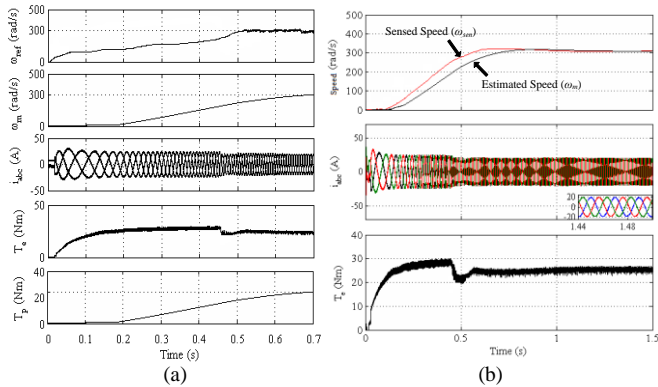 400
300
0
ω_ref (rad/s)
300
150
0
ω_m (rad/s)
50
0
-50
i_abc (A)
50
25
0
T_e (Nm)
40
20
10
0
T_p (Nm)
0 0.1 0.2 0.3 0.4 0.5 0.6 0.7
Time (s)
(a)
500
400
300
200
100
0
Speed (rad/s)
Sensed Speed (ω_sen)
Estimated Speed (ω_m)
50
0
-50
i_abc (A)
20
0
-20
1.44 1.48
40
30
20
10
0
T_e (Nm)
0 0.5 1 1.5
Time (s)
(b)